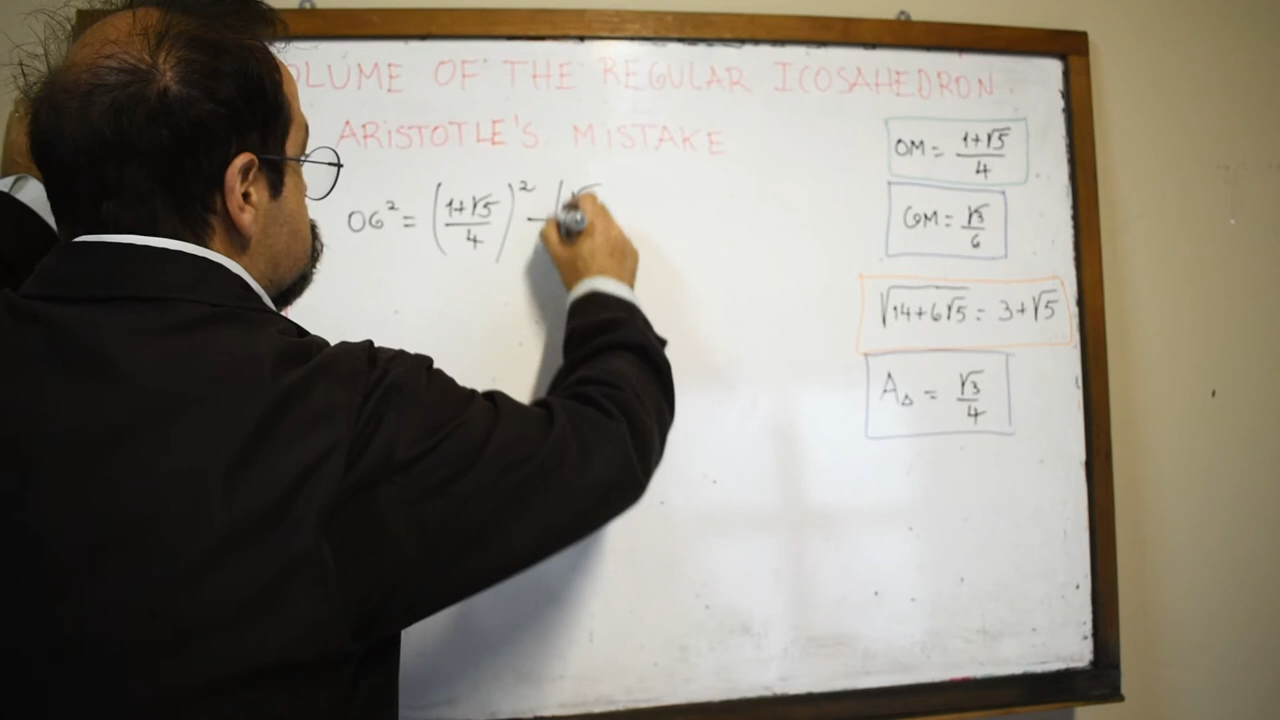 OLUME OF THE REGULAR ICOSAHEDRON.
ARISTOTLE'S MISTAKE
OG² = ((1+√5)/4)² - (√
OM = (1+√5)/4
GM = √3/6
√(14+6√5) = 3+√5
A△ = √3/4